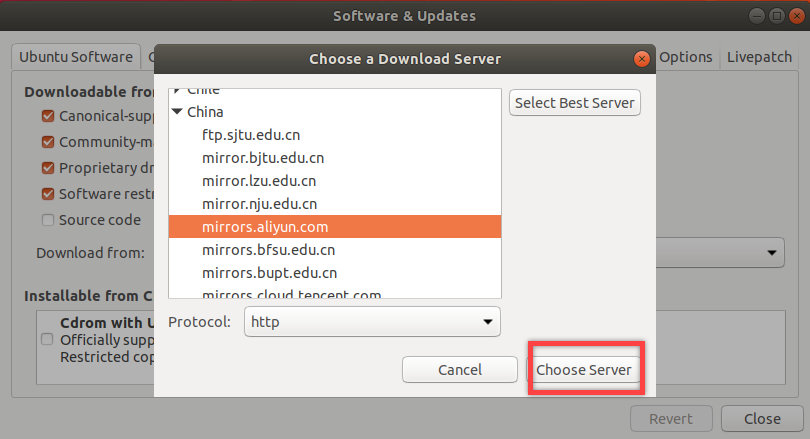 Software & Updates
Ubuntu Software
Options
Livepatch
Choose a Download Server
Downloadable from
Canonical-supp
Community-ma
Proprietary dr
Software restr
Source code
Download from:
Chile
China
ftp.sjtu.edu.cn
mirror.bjtu.edu.cn
mirror.lzu.edu.cn
mirror.nju.edu.cn
mirrors.aliyun.com
mirrors.bfsu.edu.cn
mirrors.bupt.edu.cn
mirrors.cloud.tencent.com
Select Best Server
Protocol:
http
Installable from C
Cdrom with U
Officially supp
Restricted cop
Cancel
Choose Server
Revert
Close